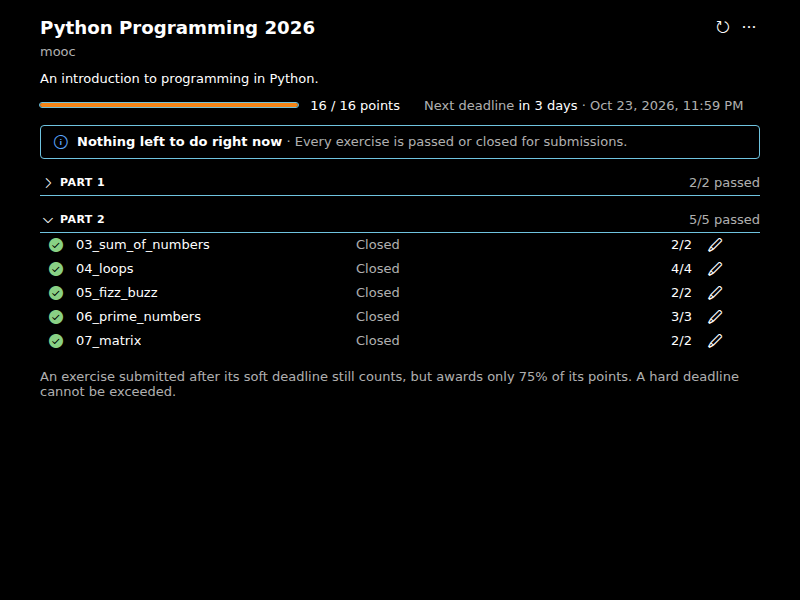 Python Programming 2026
mooc
An introduction to programming in Python.
16 / 16 points Next deadline in 3 days · Oct 23, 2026, 11:59 PM
Nothing left to do right now · Every exercise is passed or closed for submissions.
PART 1 2/2 passed
PART 2 5/5 passed
03_sum_of_numbers Closed 2/2
04_loops Closed 4/4
05_fizz_buzz Closed 2/2
06_prime_numbers Closed 3/3
07_matrix Closed 2/2
An exercise submitted after its soft deadline still counts, but awards only 75% of its points. A hard deadline
cannot be exceeded.